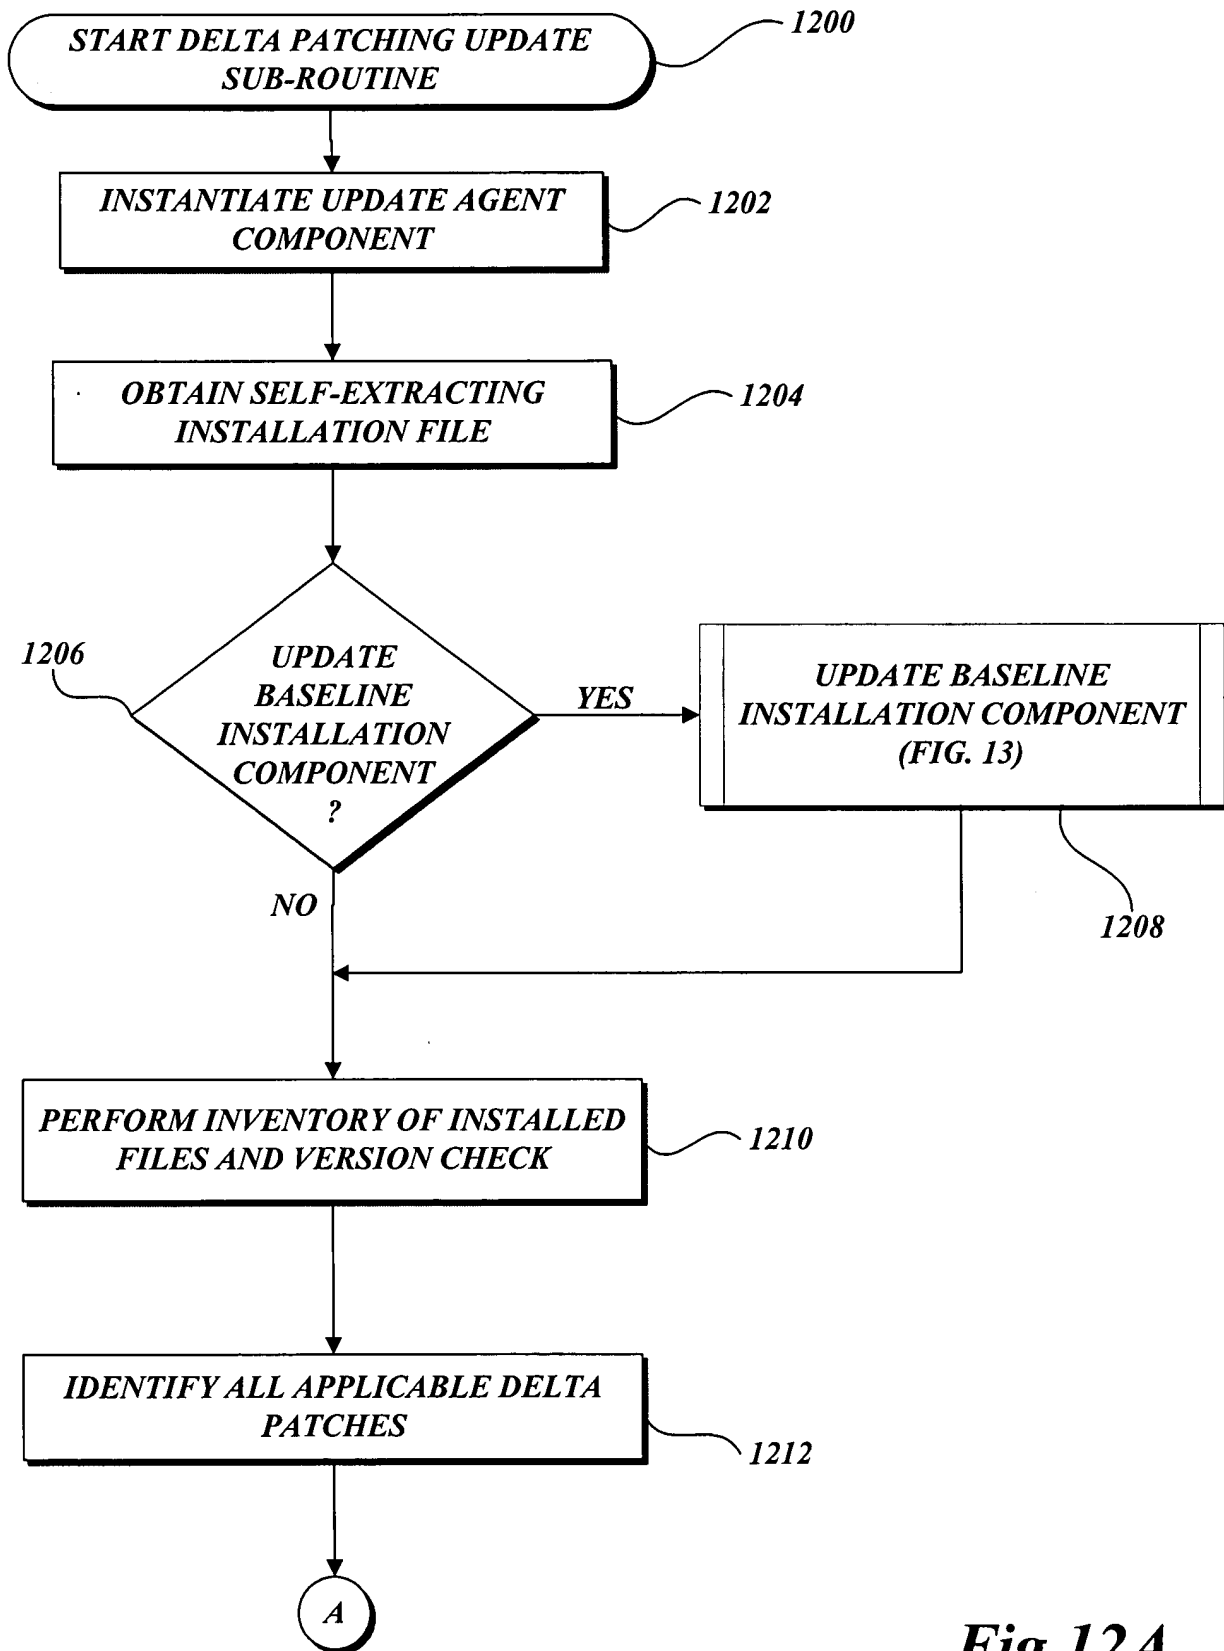 START DELTA PATCHING UPDATE
SUB-ROUTINE
1200
INSTANTIATE UPDATE AGENT
COMPONENT
1202
OBTAIN SELF-EXTRACTING
INSTALLATION FILE
1204
1206
UPDATE
BASELINE
INSTALLATION
COMPONENT
?
YES
UPDATE BASELINE
INSTALLATION COMPONENT
(FIG. 13)
1208
NO
PERFORM INVENTORY OF INSTALLED
FILES AND VERSION CHECK
1210
IDENTIFY ALL APPLICABLE DELTA
PATCHES
1212
A
Fig.12A